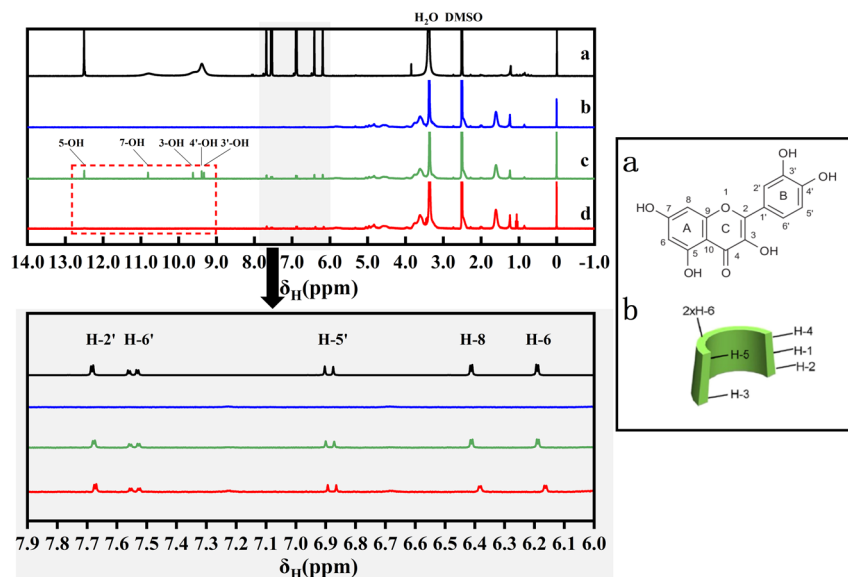 H₂O DMSO
a
b
5-OH 7-OH 3-OH 4'-OH 3'-OH
c
d
14.0 13.0 12.0 11.0 10.0 9.0 8.0 7.0 6.0 5.0 4.0 3.0 2.0 1.0 0 -1.0
δH(ppm)
H-2' H-6' H-5' H-8 H-6
7.9 7.8 7.7 7.6 7.5 7.4 7.3 7.2 7.1 7.0 6.9 6.8 6.7 6.6 6.5 6.4 6.3 6.2 6.1 6.0
δH(ppm)
a
OH
3'
2' B 4' OH
8 1
HO 7 9 O 2 1' 5'
A C 6'
6 10 3
5 4 OH
OH O
b
2xH-6
H-4
H-5 H-1
H-2
H-3